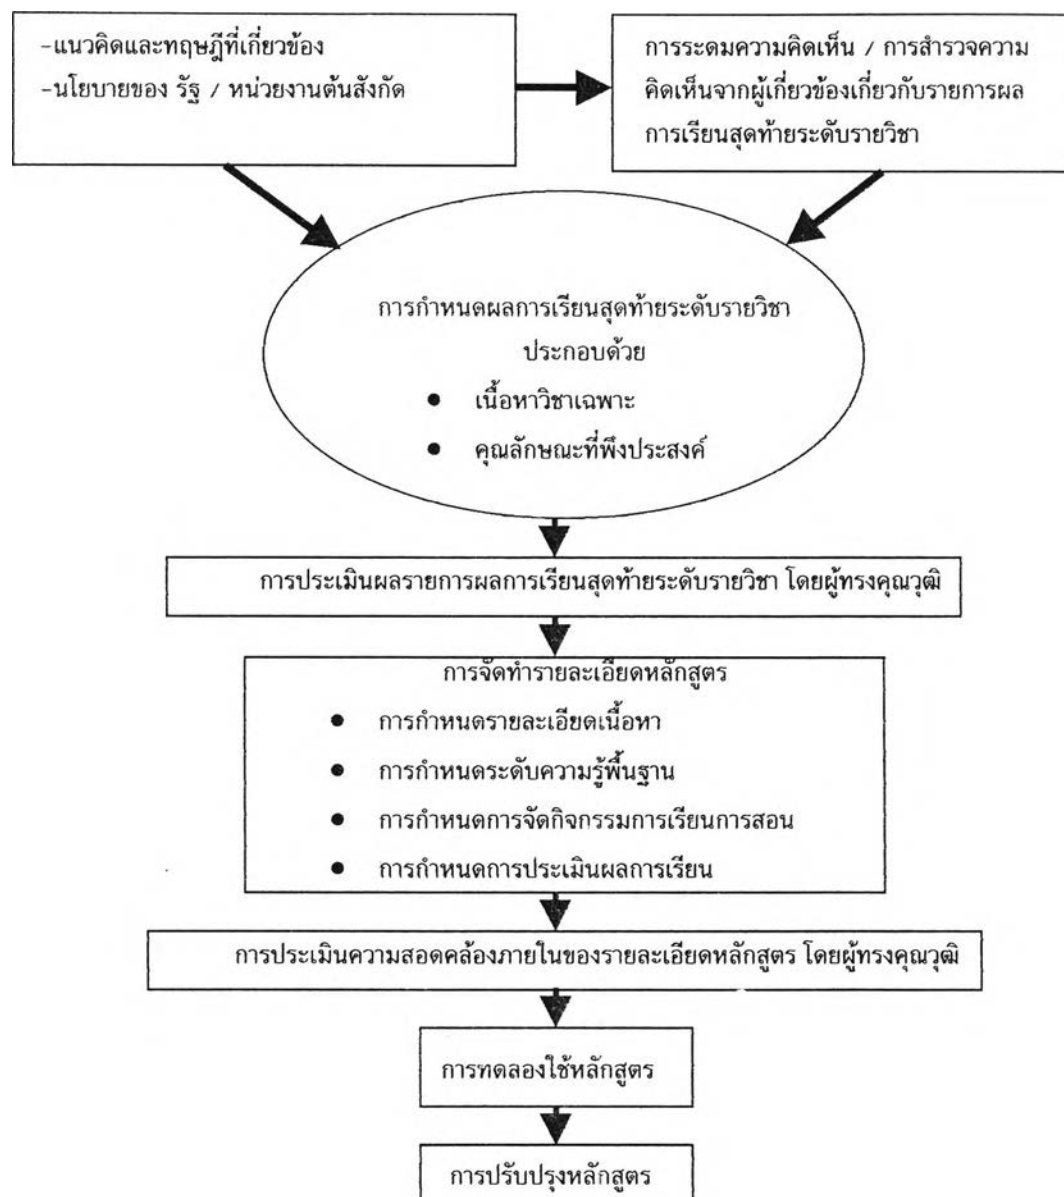 -แนวคิดและทฤษฎีที่เกี่ยวข้อง
-นโยบายของ รัฐ / หน่วยงานต้นสังกัด
การระดมความคิดเห็น / การสำรวจความ
คิดเห็นจากผู้เกี่ยวข้องเกี่ยวกับรายการผล
การเรียนสุดท้ายระดับรายวิชา
การกำหนดผลการเรียนสุดท้ายระดับรายวิชา
ประกอบด้วย
● เนื้อหาวิชาเฉพาะ
● คุณลักษณะที่พึงประสงค์
การประเมินผลรายการผลการเรียนสุดท้ายระดับรายวิชา โดยผู้ทรงคุณวุฒิ
การจัดทำรายละเอียดหลักสูตร
● การกำหนดรายละเอียดเนื้อหา
● การกำหนดระดับความรู้พื้นฐาน
● การกำหนดการจัดกิจกรรมการเรียนการสอน
● การกำหนดการประเมินผลการเรียน
การประเมินความสอดคล้องภายในของรายละเอียดหลักสูตร โดยผู้ทรงคุณวุฒิ
การทดลองใช้หลักสูตร
การปรับปรุงหลักสูตร